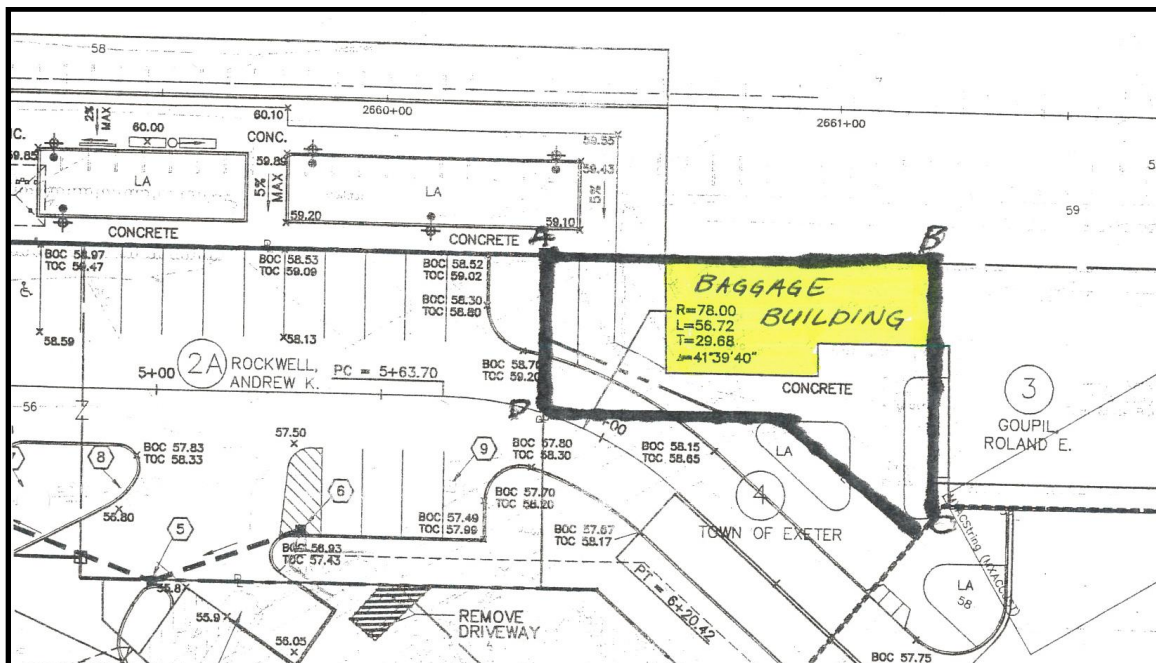 58
2%
MAX
60.00
60.10
2660+00
2661+00
CONC.
59.55
59.85
59.89
59.43
LA
5%
MAX
LA
5%
59
59.20
59.10
CONCRETE
CONCRETE
A
B
BOC 58.97
TOC 59.47
BOC 58.53
TOC 59.09
BOC 58.52
TOC 59.02
BOC 58.30
TOC 58.80
BAGGAGE
BUILDING
R=78.00
L=56.72
T=29.68
Δ=41°39'40"
58.59
58.13
2A
ROCKWELL,
ANDREW K.
PC = 5+63.70
5+00
BOC 58.70
TOC 59.20
CONCRETE
3
GOUPIL,
ROLAND E.
56
D
BOC 57.83
TOC 58.33
57.50
BOC 57.80
TOC 58.30
BOC 58.15
TOC 58.65
LA
8
9
6
56.80
BOC 57.70
TOC 58.20
4
TOWN OF EXETER
C
BOC 57.49
TOC 57.99
BOC 57.67
TOC 58.17
5
BOC 56.93
TOC 57.43
PT = 6+20.42
LA
58
55.8
55.9
56.05
REMOVE
DRIVEWAY
BOC 57.75